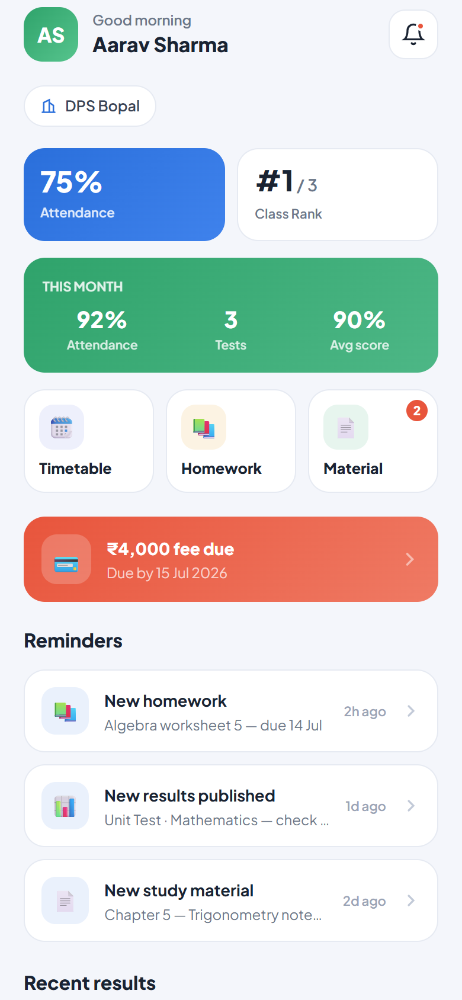 AS
Good morning
Aarav Sharma
DPS Bopal
75%
Attendance
#1 / 3
Class Rank
THIS MONTH
92% 3 90%
Attendance Tests Avg score
2
Timetable Homework Material
₹4,000 fee due
Due by 15 Jul 2026
Reminders
New homework
Algebra worksheet 5 — due 14 Jul
2h ago
New results published
Unit Test · Mathematics — check ...
1d ago
New study material
Chapter 5 — Trigonometry note...
2d ago
Recent results